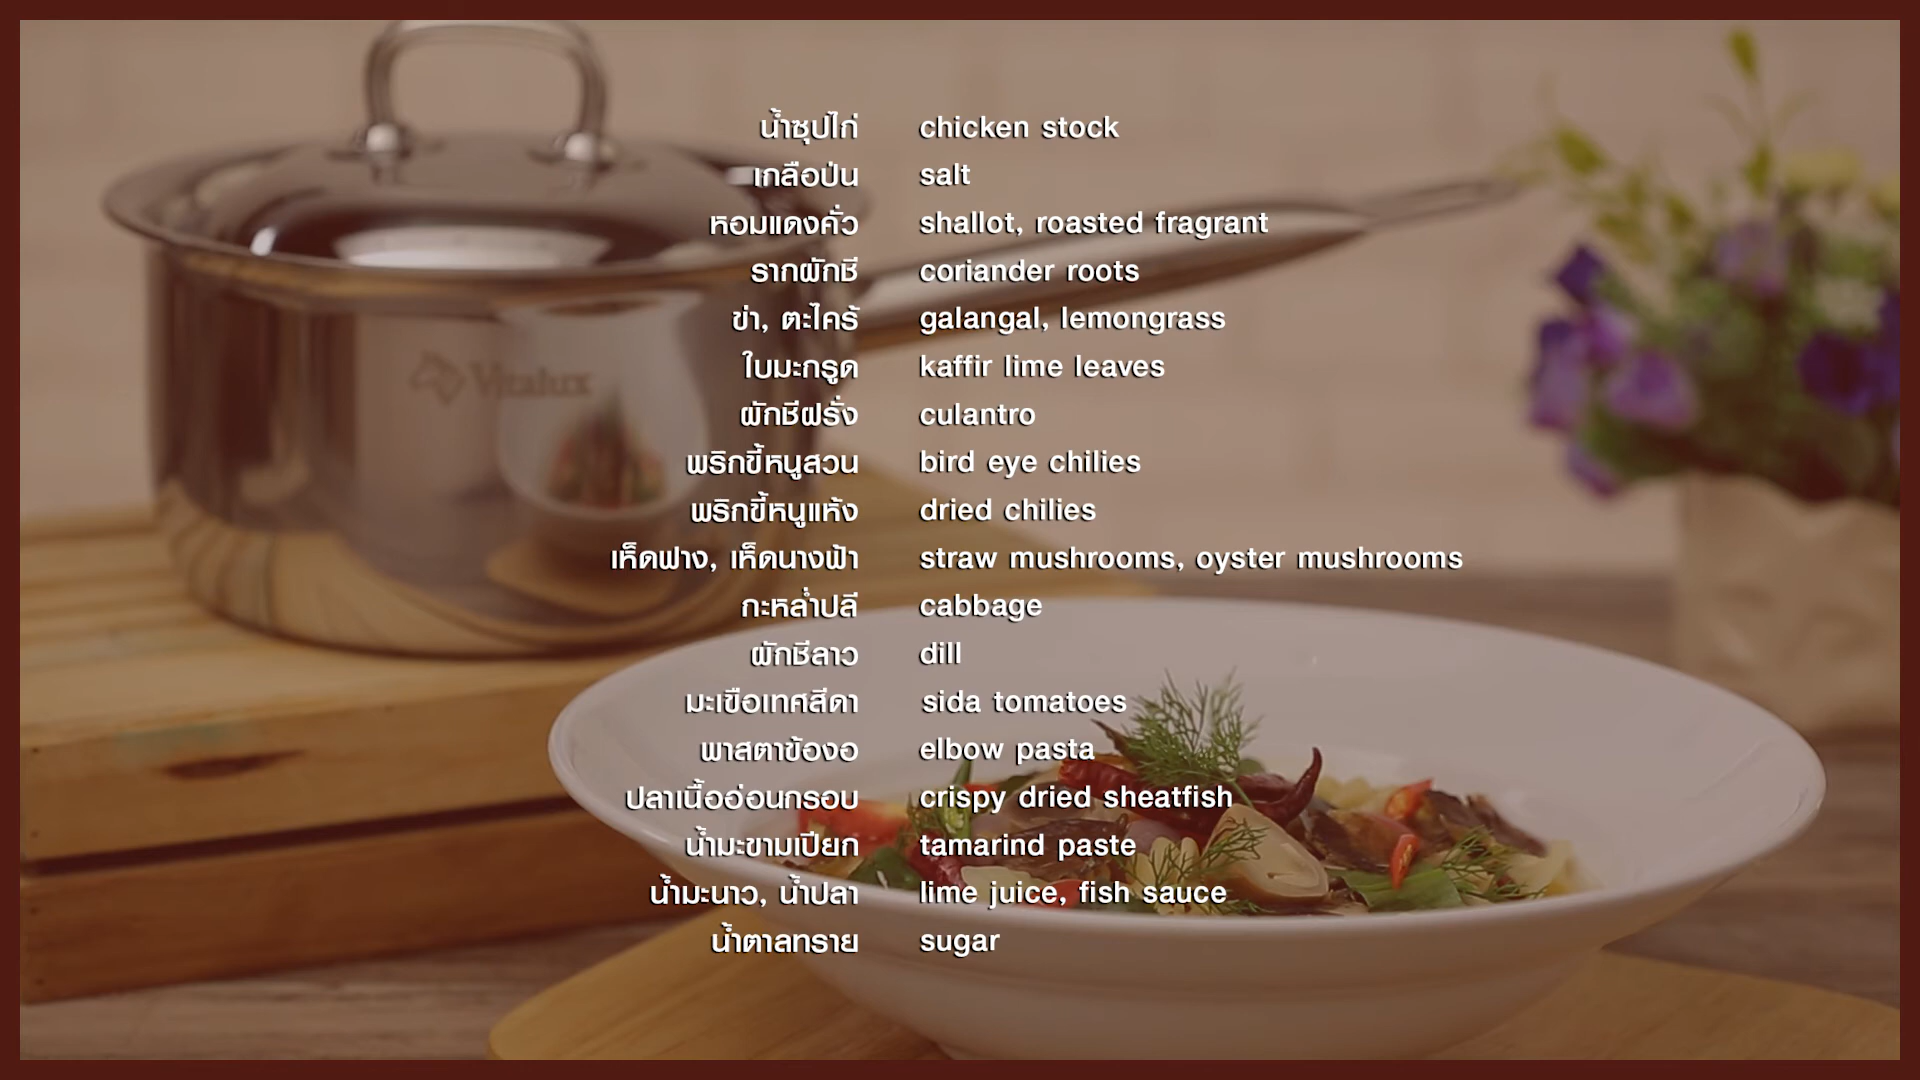 น้ำซุปไก่ chicken stock
เกลือป่น salt
หอมแดงคั่ว shallot, roasted fragrant
รากผักชี coriander roots
ข่า, ตะไคร้ galangal, lemongrass
ใบมะกรูด kaffir lime leaves
ผักชีฝรั่ง culantro
พริกขี้หนูสวน bird eye chilies
พริกขี้หนูแห้ง dried chilies
เห็ดฟาง, เห็ดนางฟ้า straw mushrooms, oyster mushrooms
กะหล่ำปลี cabbage
ผักชีลาว dill
มะเขือเทศสีดา sida tomatoes
พาสตาข้องอ elbow pasta
ปลาเนื้ออ่อนกรอบ crispy dried sheatfish
น้ำมะขามเปียก tamarind paste
น้ำมะนาว, น้ำปลา lime juice, fish sauce
น้ำตาลทราย sugar
Vitalux